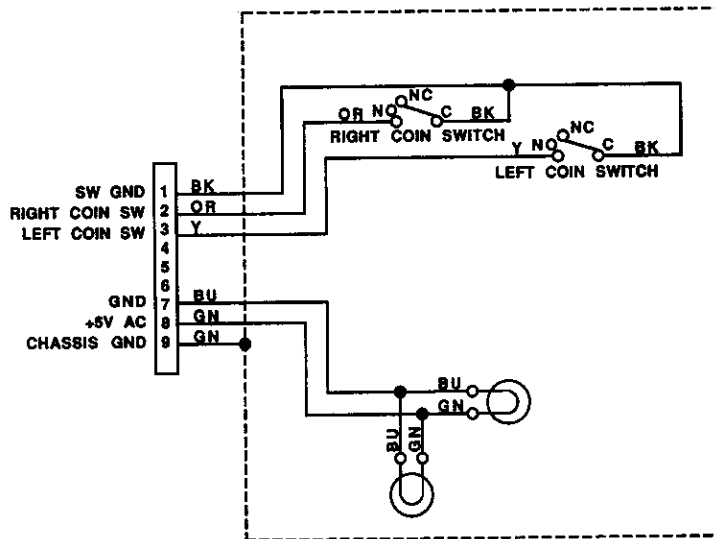 NC
OR NO C BK
RIGHT COIN SWITCH
NC
Y NO C BK
LEFT COIN SWITCH
SW GND 1 BK
RIGHT COIN SW 2 OR
LEFT COIN SW 3 Y
4
5
6
GND 7 BU
+5V AC 8 GN
CHASSIS GND 9 GN
BU
GN
BU GN